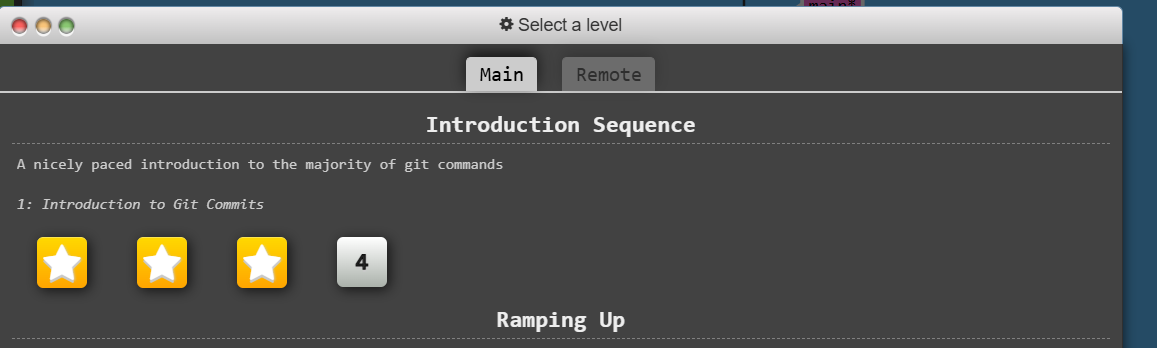 main*
Select a level
Main
Remote
Introduction Sequence
A nicely paced introduction to the majority of git commands
1: Introduction to Git Commits
4
Ramping Up